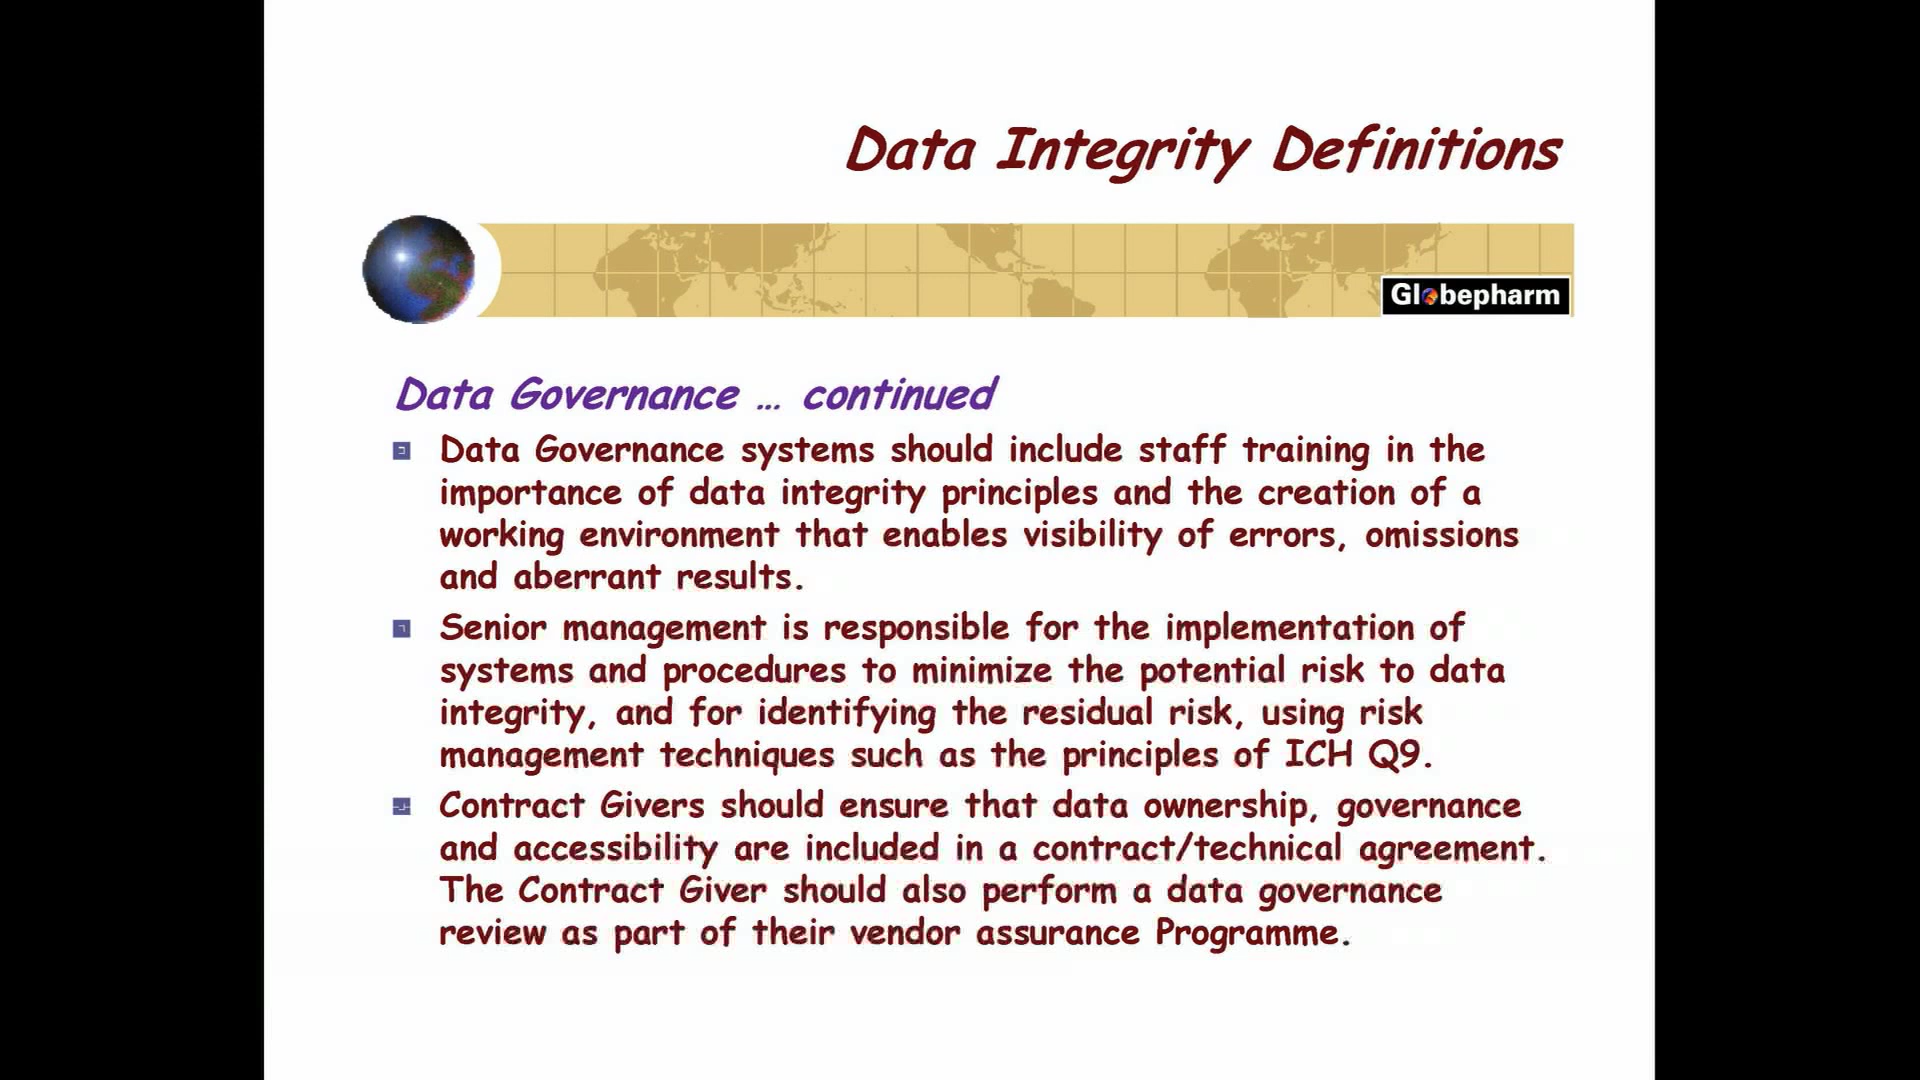 Data Integrity Definitions
Globepharm
Data Governance ... continued
Data Governance systems should include staff training in the
importance of data integrity principles and the creation of a
working environment that enables visibility of errors, omissions
and aberrant results.
Senior management is responsible for the implementation of
systems and procedures to minimize the potential risk to data
integrity, and for identifying the residual risk, using risk
management techniques such as the principles of ICH Q9.
Contract Givers should ensure that data ownership, governance
and accessibility are included in a contract/technical agreement.
The Contract Giver should also perform a data governance
review as part of their vendor assurance Programme.